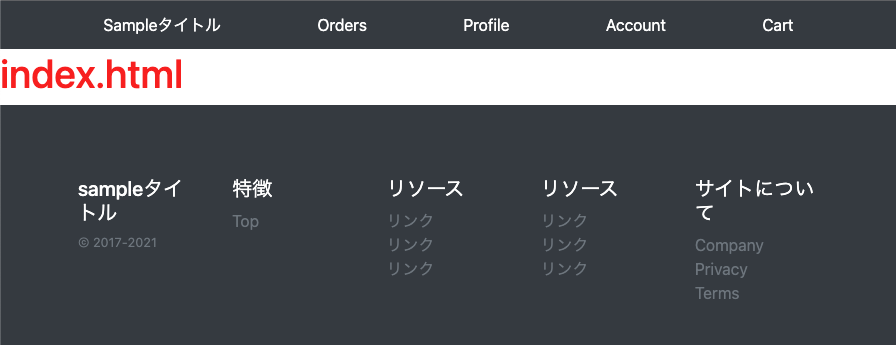 Sampleタイトル Orders Profile Account Cart
index.html
sampleタイ
トル
© 2017-2021
特徴
Top
リソース
リンク
リンク
リンク
リソース
リンク
リンク
リンク
サイトについ
て
Company
Privacy
Terms